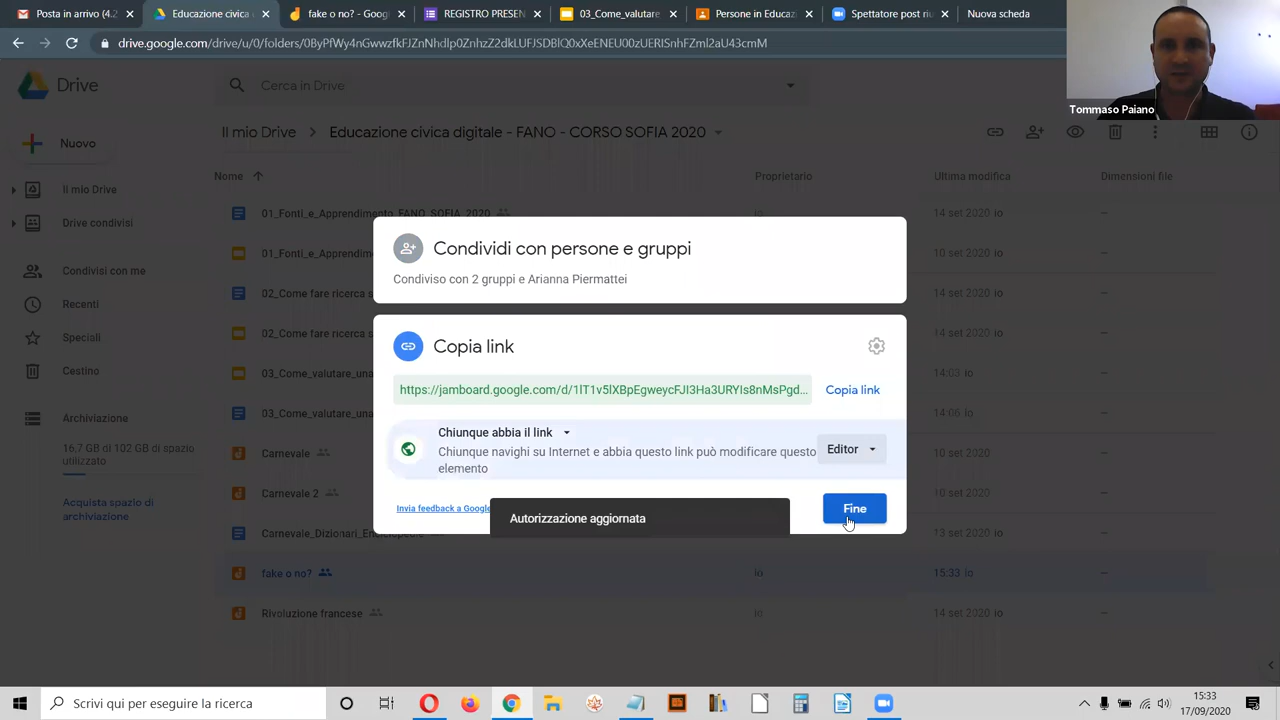 Posta in arrivo (4.2
Educazione civica d
fake o no? - Goog
REGISTRO PRESEN
03_Come_valutare
Persone in Educaz
Spettatore post riu
Nuova scheda
drive.google.com/drive/u/0/folders/0ByPfWy4nGwwzfkFJZnNhdlp0ZnhzZ2dkLUFJSDBlQ0xXeENEU00zUERISnhFZml2aU43cmM
Tommaso Paiano
Drive
Cerca in Drive
Nuovo
Il mio Drive
Educazione civica digitale - FANO - CORSO SOFIA 2020
Nome
Proprietario
Ultima modifica
Dimensioni file
Il mio Drive
Drive condivisi
Condivisi con me
Recenti
Speciali
Cestino
Archiviazione
16,7 GB di 102 GB di spazio
utilizzato
Acquista spazio di
archiviazione
01_Fonti_e_Apprendimento_FANO_SOFIA_2020
io
14 set 2020 io
—
01_Fonti_e_Apprendim
10 set 2020 io
—
02_Come fare ricerca s
14 set 2020 io
—
02_Come fare ricerca s
14 set 2020 io
—
03_Come_valutare_una
14:03 io
—
03_Come_valutare_una
14:06 io
—
Carnevale
10 set 2020 io
—
Carnevale 2
10 set 2020 io
—
Carnevale_Dizionari_Enciclopedie
13 set 2020 io
—
fake o no?
io
15:33 io
—
Rivoluzione francese
io
14 set 2020 io
—
Condividi con persone e gruppi
Condiviso con 2 gruppi e Arianna Piermattei
Copia link
https://jamboard.google.com/d/1lT1v5lXBpEgweycFJI3Ha3URYIs8nMsPgd...
Copia link
Chiunque abbia il link
Chiunque navighi su Internet e abbia questo link può modificare questo
elemento
Editor
Invia feedback a Google
Autorizzazione aggiornata
Fine
Scrivi qui per eseguire la ricerca
15:33
17/09/2020